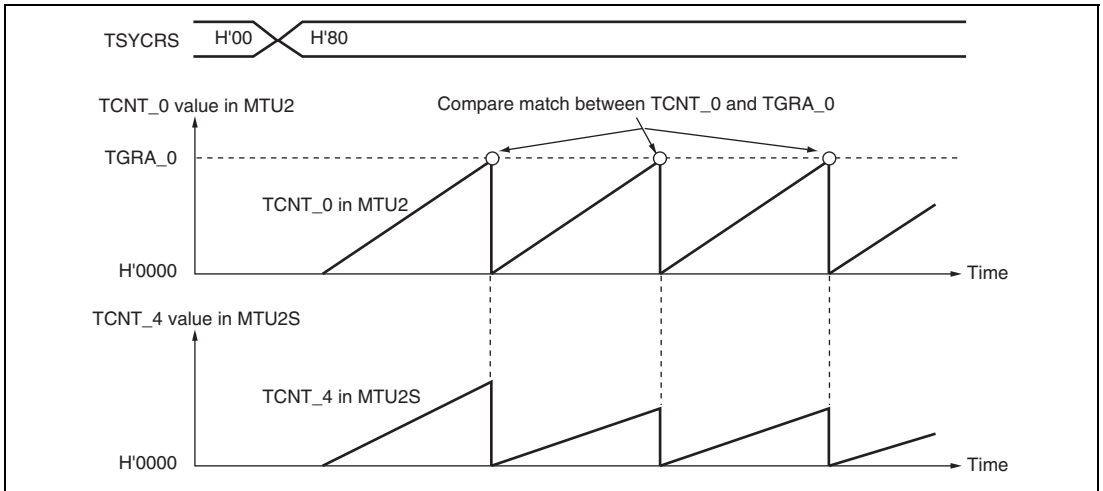 TSYCRS H'00 H'80
TCNT_0 value in MTU2
Compare match between TCNT_0 and TGRA_0
TGRA_0
TCNT_0 in MTU2
H'0000
Time
TCNT_4 value in MTU2S
TCNT_4 in MTU2S
H'0000
Time